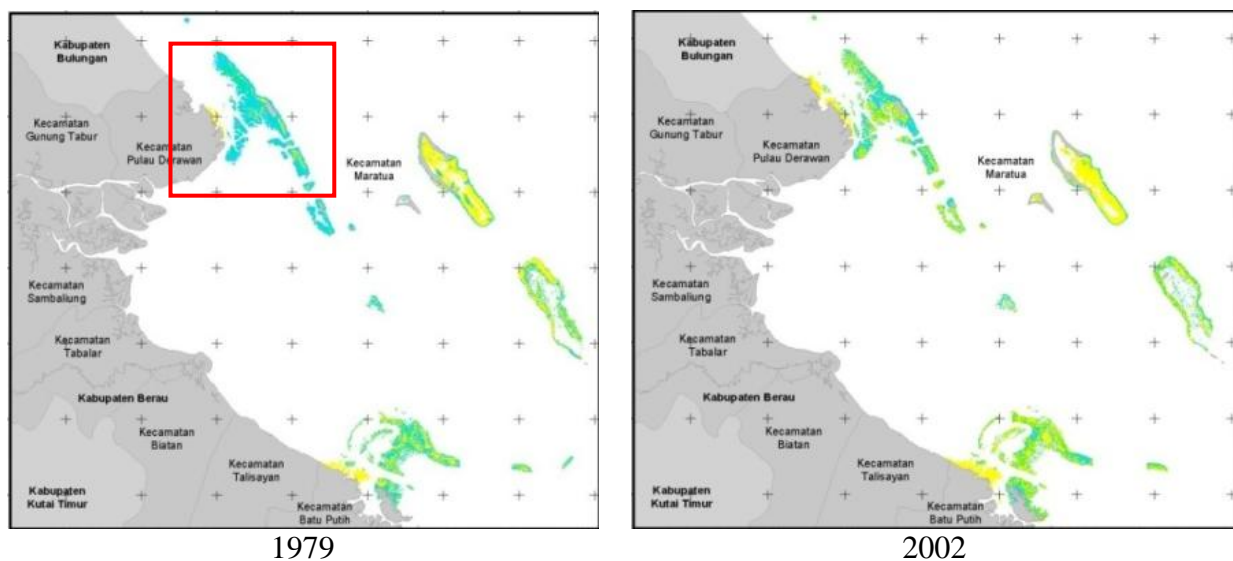 Kabupaten
Bulungan
Kecamatan
Gunung Tabur
Kecamatan
Pulau Derawan
Kecamatan
Maratua
Kecamatan
Sambaliung
Kecamatan
Tabalar
Kabupaten Berau
Kecamatan
Biatan
Kecamatan
Talisayan
Kabupaten
Kutai Timur
Kecamatan
Batu Putih
1979
Kabupaten
Bulungan
Kecamatan
Gunung Tabur
Kecamatan
Pulau Derawan
Kecamatan
Maratua
Kecamatan
Sambaliung
Kecamatan
Tabalar
Kabupaten Berau
Kecamatan
Biatan
Kecamatan
Talisayan
Kabupaten
Kutai Timur
Kecamatan
Batu Putih
2002